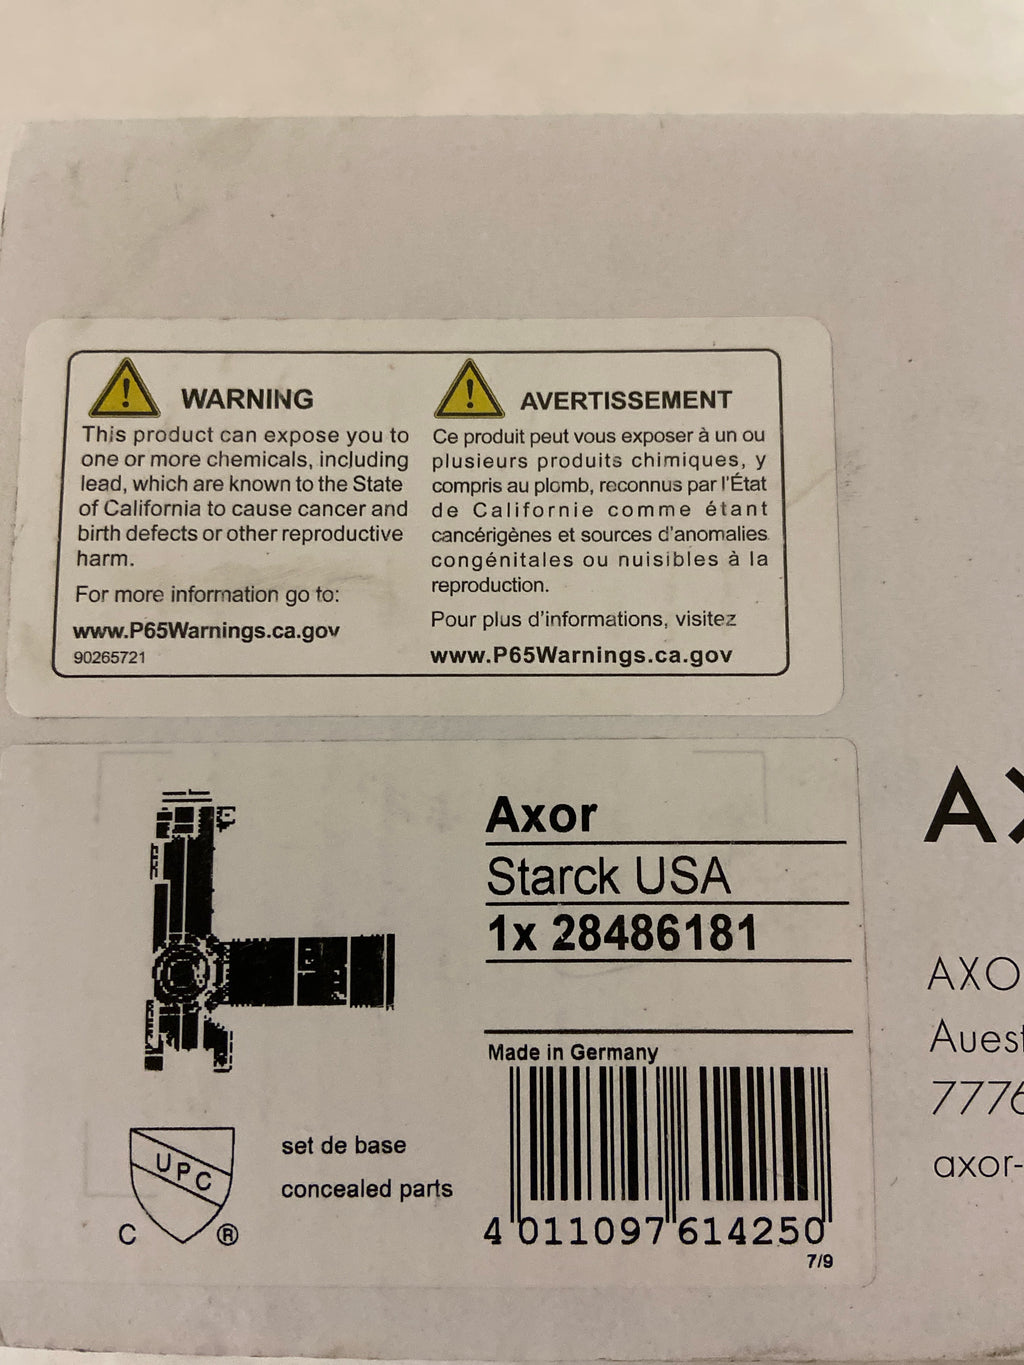 WARNING
This product can expose you to
one or more chemicals, including
lead, which are known to the State
of California to cause cancer and
birth defects or other reproductive
harm.
For more information go to:
www.P65Warnings.ca.gov
90265721
AVERTISSEMENT
Ce produit peut vous exposer à un ou
plusieurs produits chimiques, y
compris au plomb, reconnus par l'État
de Californie comme étant
cancérigènes et sources d'anomalies
congénitales ou nuisibles à la
reproduction.
Pour plus d'informations, visitez
www.P65Warnings.ca.gov
Axor
Starck USA
1x 28486181
Made in Germany
4 011097 614250
7/9
UPC
C ®
set de base
concealed parts
AX
AXO
Auest
7776
axor-